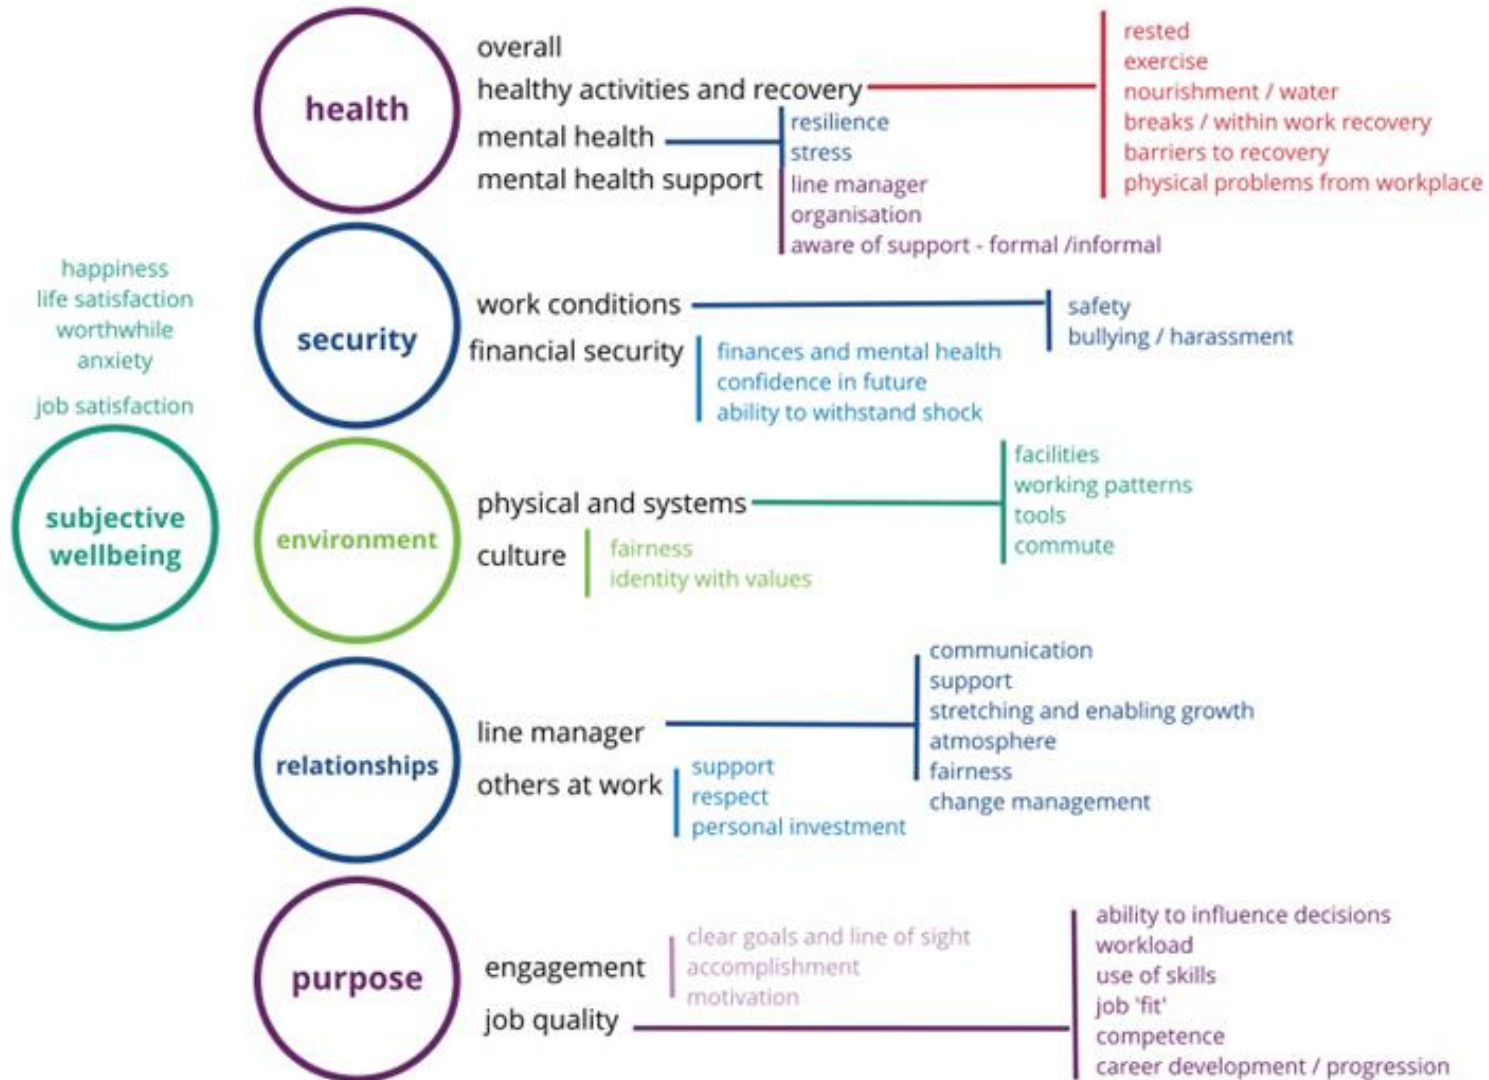 happiness
life satisfaction
worthwhile
anxiety
job satisfaction
subjective
wellbeing
health
overall
healthy activities and recovery
rested
exercise
nourishment / water
breaks / within work recovery
barriers to recovery
physical problems from workplace
mental health
resilience
stress
mental health support
line manager
organisation
aware of support - formal /informal
security
work conditions
safety
bullying / harassment
financial security
finances and mental health
confidence in future
ability to withstand shock
environment
physical and systems
facilities
working patterns
tools
commute
culture
fairness
identity with values
relationships
line manager
communication
support
stretching and enabling growth
atmosphere
fairness
change management
others at work
support
respect
personal investment
purpose
engagement
clear goals and line of sight
accomplishment
motivation
job quality
ability to influence decisions
workload
use of skills
job 'fit'
competence
career development / progression